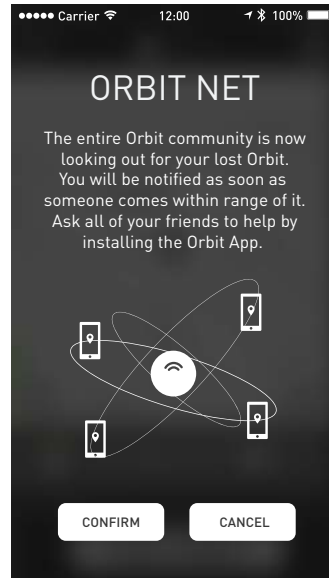 Carrier 12:00 100%
ORBIT NET
The entire Orbit community is now
looking out for your lost Orbit.
You will be notified as soon as
someone comes within range of it.
Ask all of your friends to help by
installing the Orbit App.
CONFIRM CANCEL